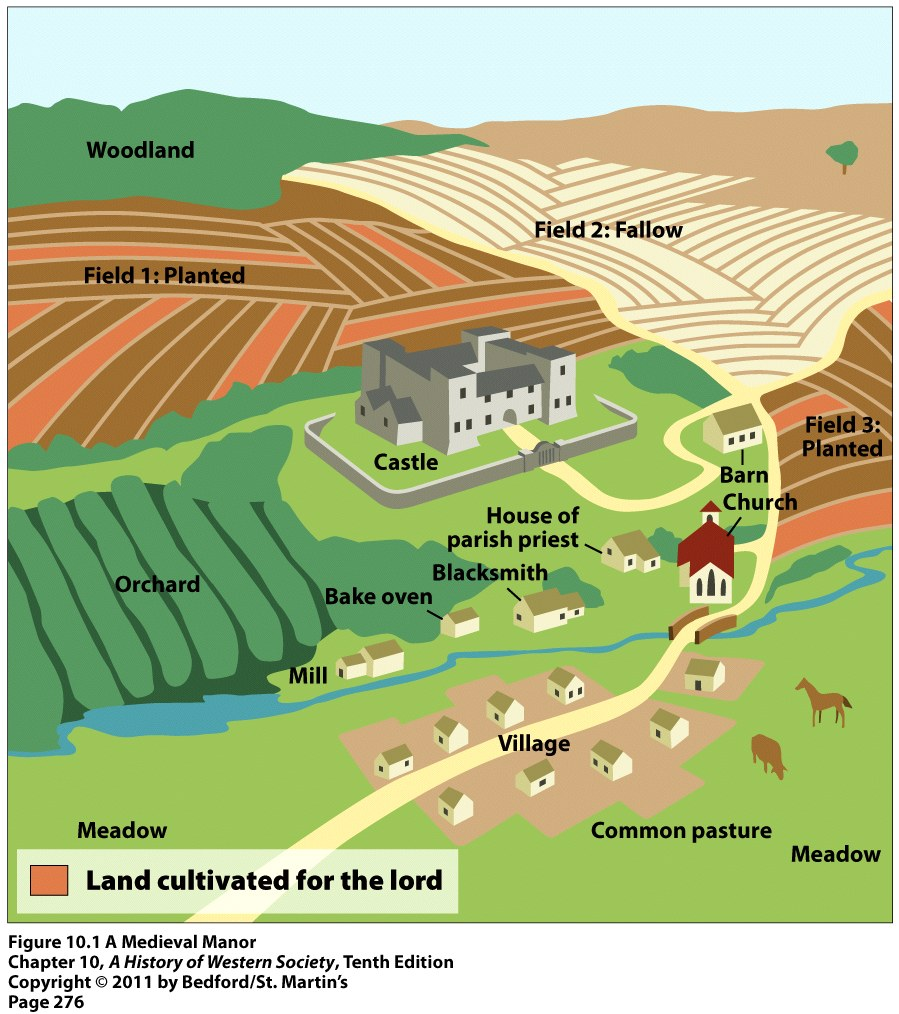 Woodland
Field 2: Fallow
Field 1: Planted
Field 3:
Planted
Castle
Barn
Church
House of
parish priest
Blacksmith
Bake oven
Orchard
Mill
Village
Meadow
Common pasture
Meadow
Land cultivated for the lord
Figure 10.1 A Medieval Manor
Chapter 10, A History of Western Society, Tenth Edition
Copyright © 2011 by Bedford/St. Martin’s
Page 276